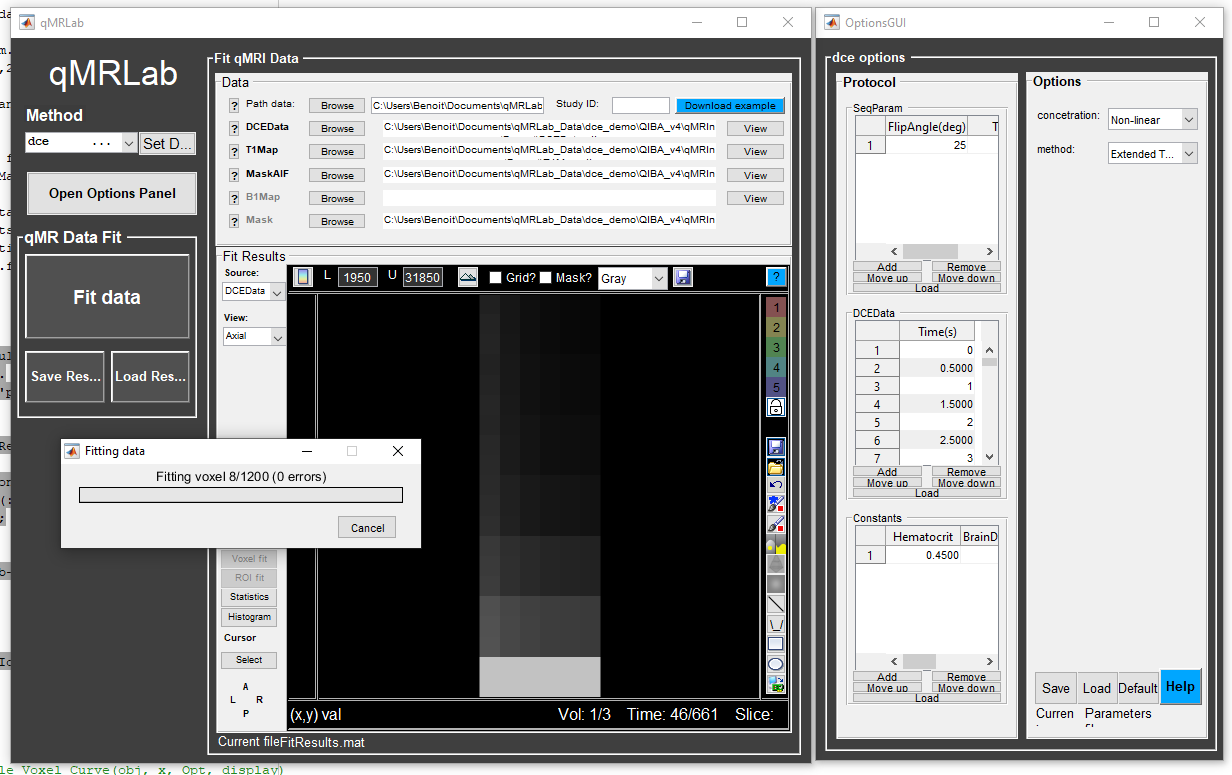 qMRLab
qMRLab
Method
dce ...
Set D...
Open Options Panel
qMR Data Fit
Fit data
Save Res...
Load Res...
Fit qMRI Data
Data
? Path data: Browse C:\Users\Benoit\Documents\qMRLab Study ID: Download example
? DCEData Browse C:\Users\Benoit\Documents\qMRLab_Data\dce_demo\QIBA_v4\qMRIn View
? T1Map Browse C:\Users\Benoit\Documents\qMRLab_Data\dce_demo\QIBA_v4\qMRIn View
? MaskAIF Browse C:\Users\Benoit\Documents\qMRLab_Data\dce_demo\QIBA_v4\qMRIn View
? B1Map Browse View
? Mask Browse C:\Users\Benoit\Documents\qMRLab_Data\dce_demo\QIBA_v4\qMRIn
Fit Results
Source:
DCEData
View:
Axial
L 1950 U 31850 Grid? Mask? Gray ?
1
2
3
4
5
Fitting data
Fitting voxel 8/1200 (0 errors)
Cancel
Voxel fit
ROI fit
Statistics
Histogram
Cursor
Select
A
L R
P
(x,y) val Vol: 1/3 Time: 46/661 Slice:
Current fileFitResults.mat
le Voxel Curve(obj, x, Opt, display)
OptionsGUI
dce options
Protocol
SeqParam
FlipAngle(deg) T
1 25
Add Remove
Move up Move down
Load
DCEData
Time(s)
1 0
2 0.5000
3 1
4 1.5000
5 2
6 2.5000
7 3
Add Remove
Move up Move down
Load
Constants
Hematocrit BrainD
1 0.4500
Add Remove
Move up Move down
Load
Options
concetration: Non-linear
method: Extended T...
Save Load Default Help
Curren Parameters